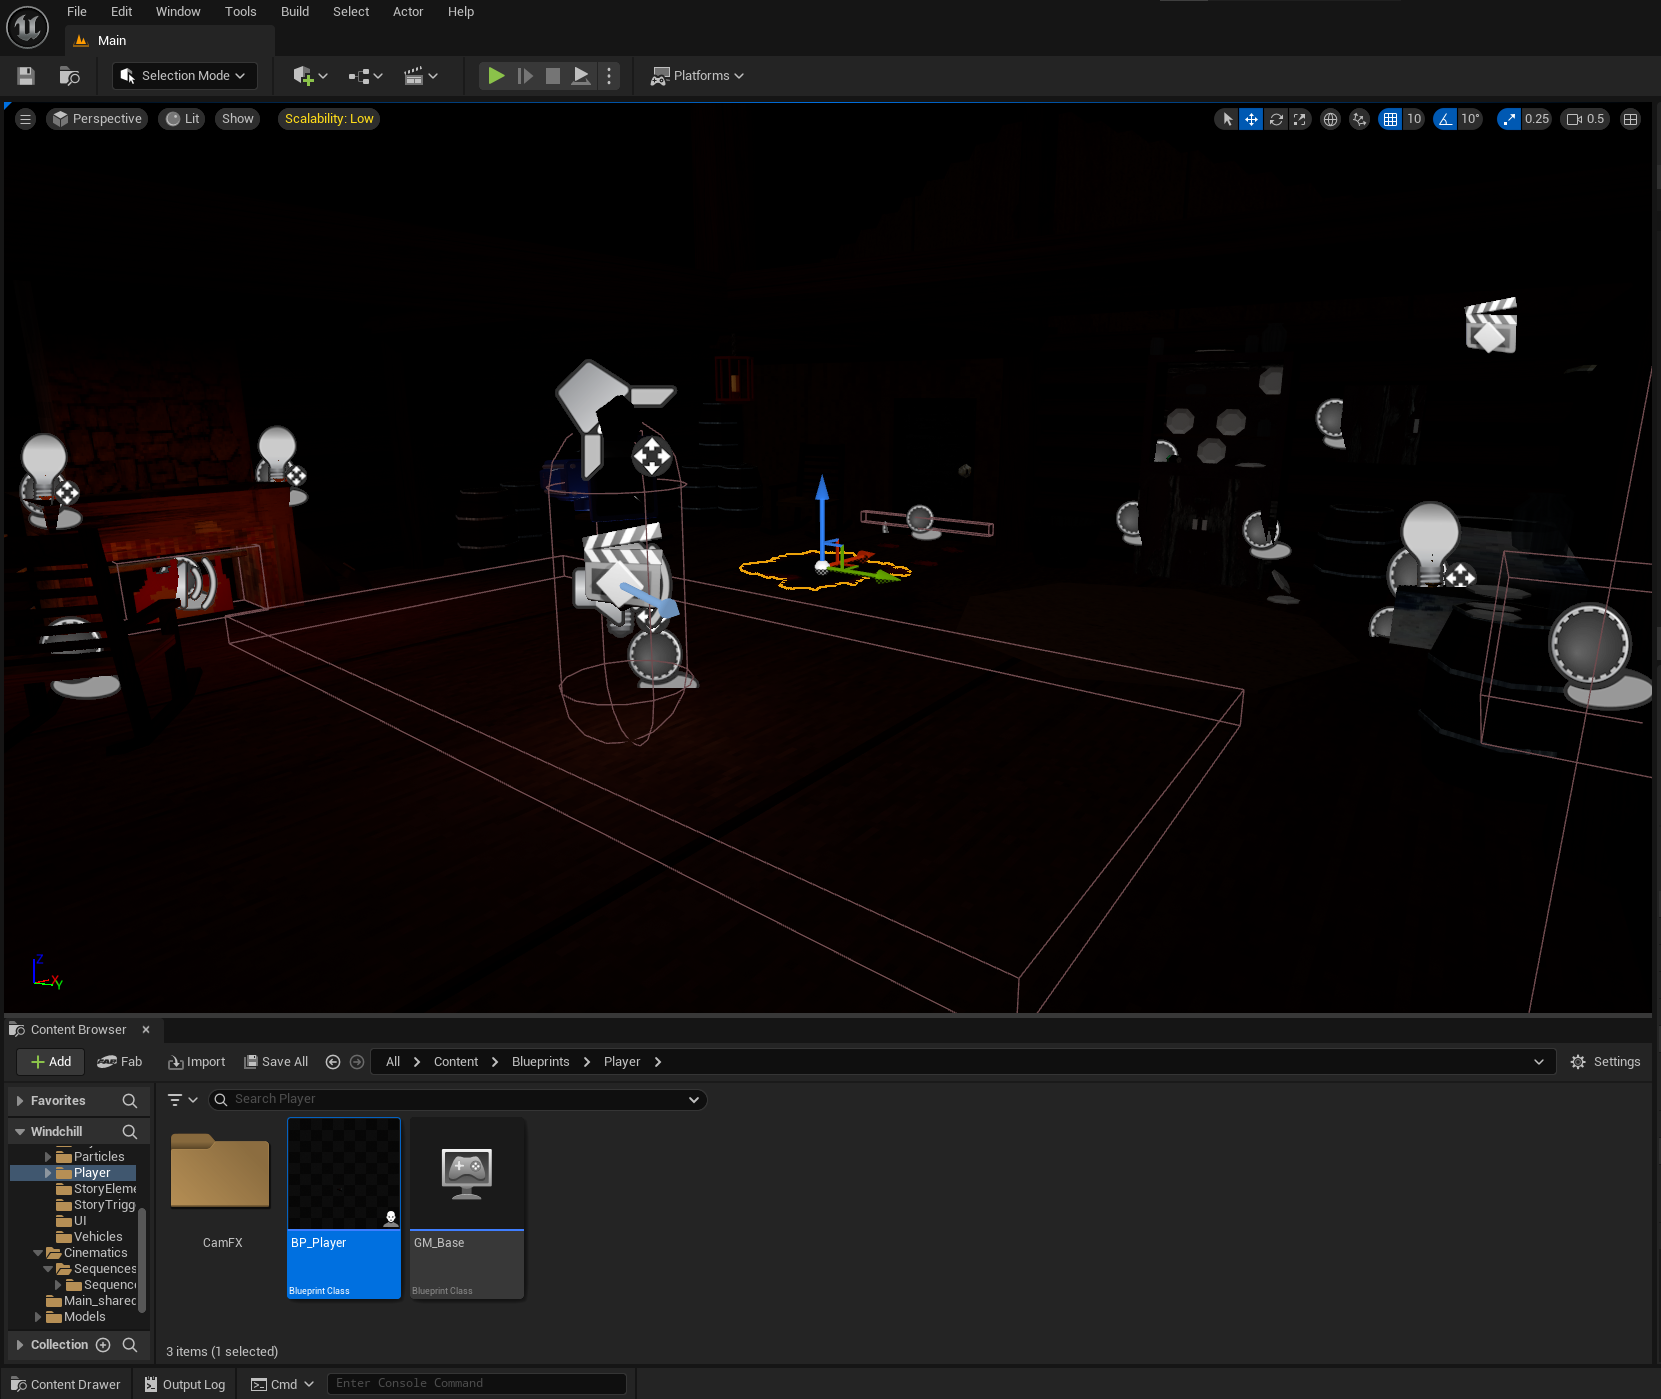 File Edit Window Tools Build Select Actor Help
Main
Selection Mode
Platforms
Perspective Lit Show Scalability: Low 10 10° 0.25 0.5
Z
X
Y
Content Browser
Add Fab Import Save All All Content Blueprints Player Settings
Favorites
Search Player
Windchill
Particles
Player
StoryEleme
StoryTrigg
UI
Vehicles
Cinematics
Sequences
Sequenc
Main_shared
Models
CamFX
BP_Player
Blueprint Class
GM_Base
Blueprint Class
Collection
3 items (1 selected)
Content Drawer Output Log Cmd Enter Console Command